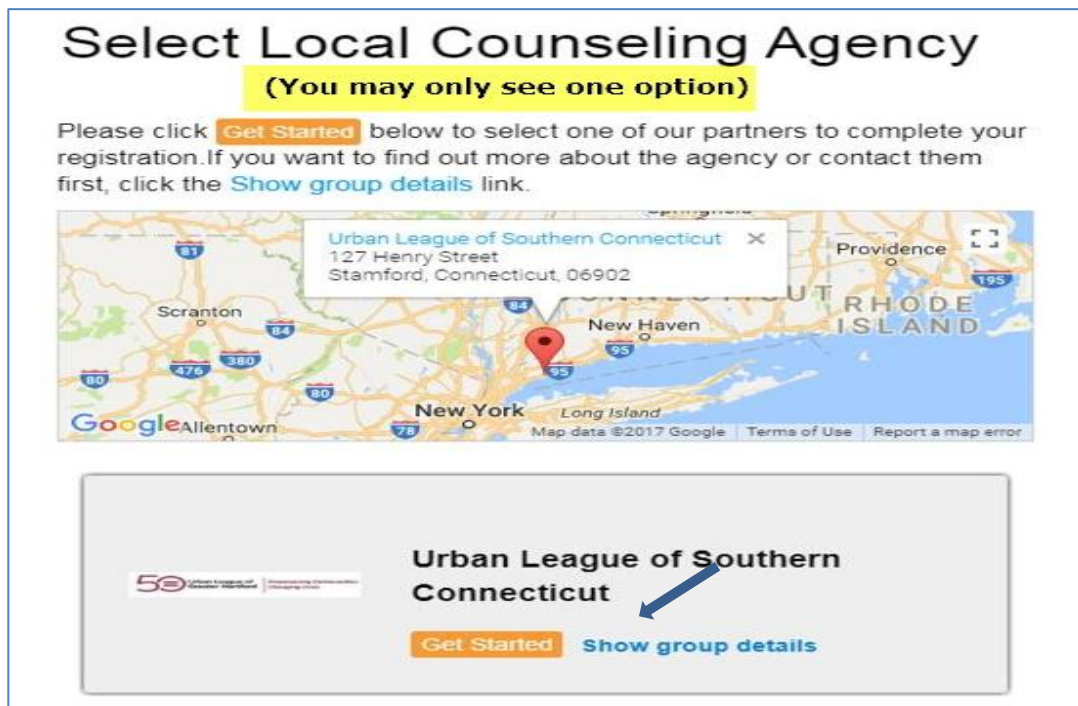 Select Local Counseling Agency
(You may only see one option)
Please click Get Started below to select one of our partners to complete your
registration.If you want to find out more about the agency or contact them
first, click the Show group details link.
81
Urban League of Southern Connecticut ×
127 Henry Street
Stamford, Connecticut, 06902
Providence
195
Scranton
84
84
RHODE
ISLAND
New Haven
95
476
380
95
80
80
New York
Long Island
Google
Allentown
78
Map data ©2017 Google
Terms of Use
Report a map error
Urban League of Southern
Connecticut
Urban League of
Greater Hartford
Get Started
Show group details